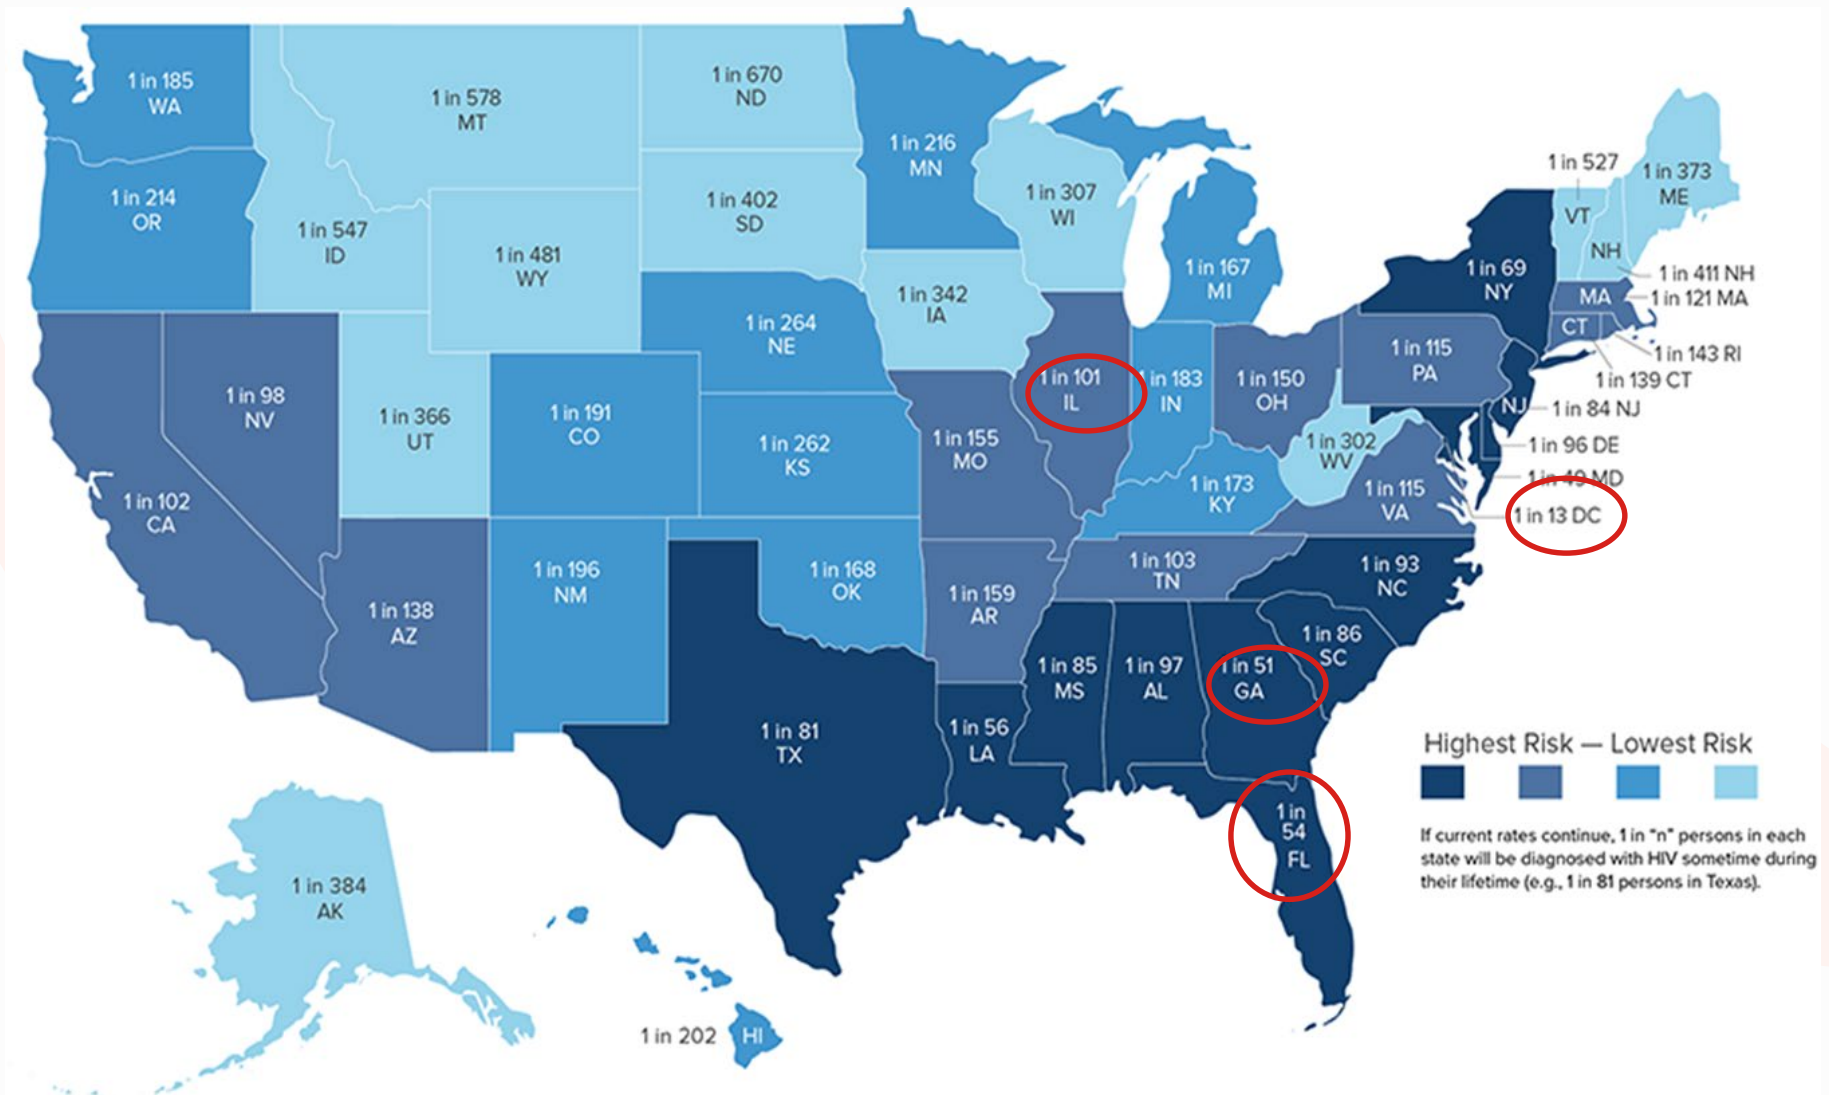 1 in 185
WA
1 in 578
MT
1 in 670
ND
1 in 216
MN
1 in 527
VT
1 in 373
ME
1 in 214
OR
1 in 547
ID
1 in 481
WY
1 in 402
SD
1 in 307
WI
1 in 167
MI
1 in 69
NY
NH
1 in 411 NH
MA
1 in 121 MA
CT
1 in 143 RI
1 in 139 CT
1 in 342
IA
1 in 264
NE
1 in 98
NV
1 in 366
UT
1 in 191
CO
1 in 262
KS
1 in 155
MO
1 in 101
IL
1 in 183
IN
1 in 150
OH
1 in 115
PA
NJ
1 in 84 NJ
1 in 96 DE
1 in 49 MD
1 in 13 DC
1 in 302
WV
1 in 173
KY
1 in 115
VA
1 in 102
CA
1 in 138
AZ
1 in 196
NM
1 in 168
OK
1 in 159
AR
1 in 103
TN
1 in 93
NC
1 in 86
SC
1 in 85
MS
1 in 97
AL
1 in 51
GA
1 in 81
TX
1 in 56
LA
1 in
54
FL
1 in 384
AK
1 in 202
HI
Highest Risk — Lowest Risk
If current rates continue, 1 in "n" persons in each
state will be diagnosed with HIV sometime during
their lifetime (e.g., 1 in 81 persons in Texas).